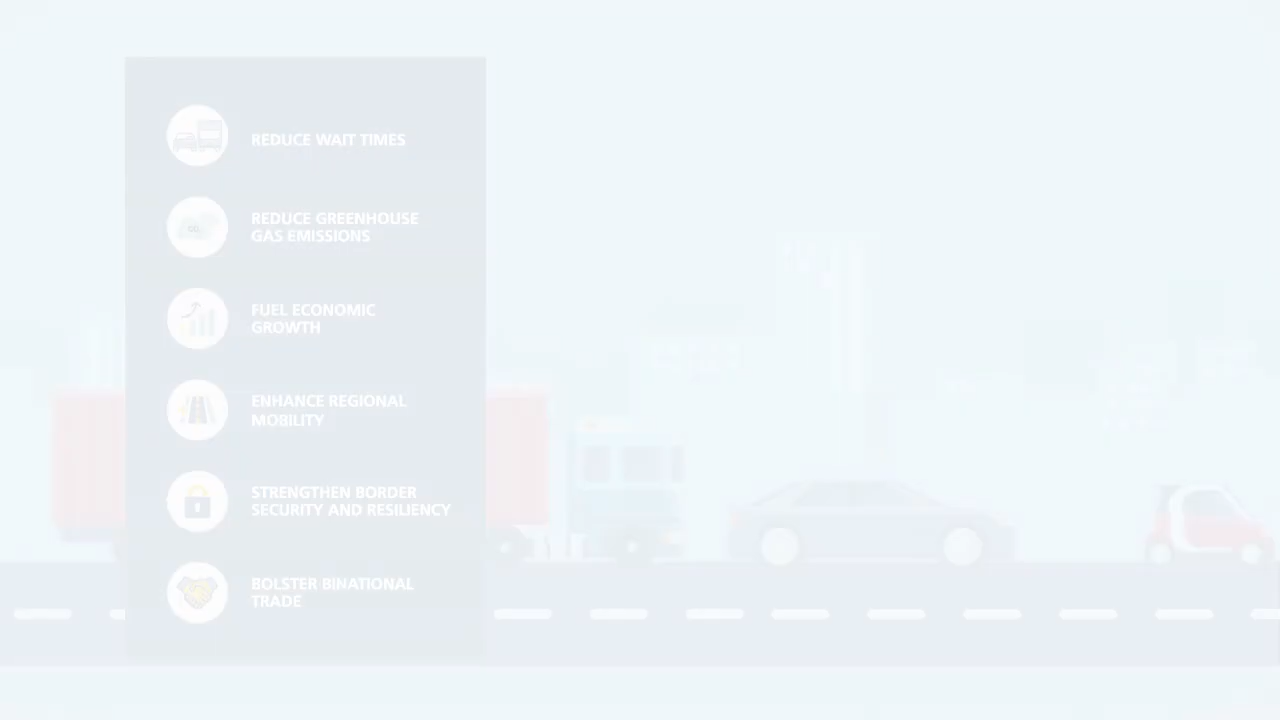 REDUCE WAIT TIMES
REDUCE GREENHOUSE
GAS EMISSIONS
CO₂
FUEL ECONOMIC
GROWTH
ENHANCE REGIONAL
MOBILITY
STRENGTHEN BORDER
SECURITY AND RESILIENCY
BOLSTER BINATIONAL
TRADE